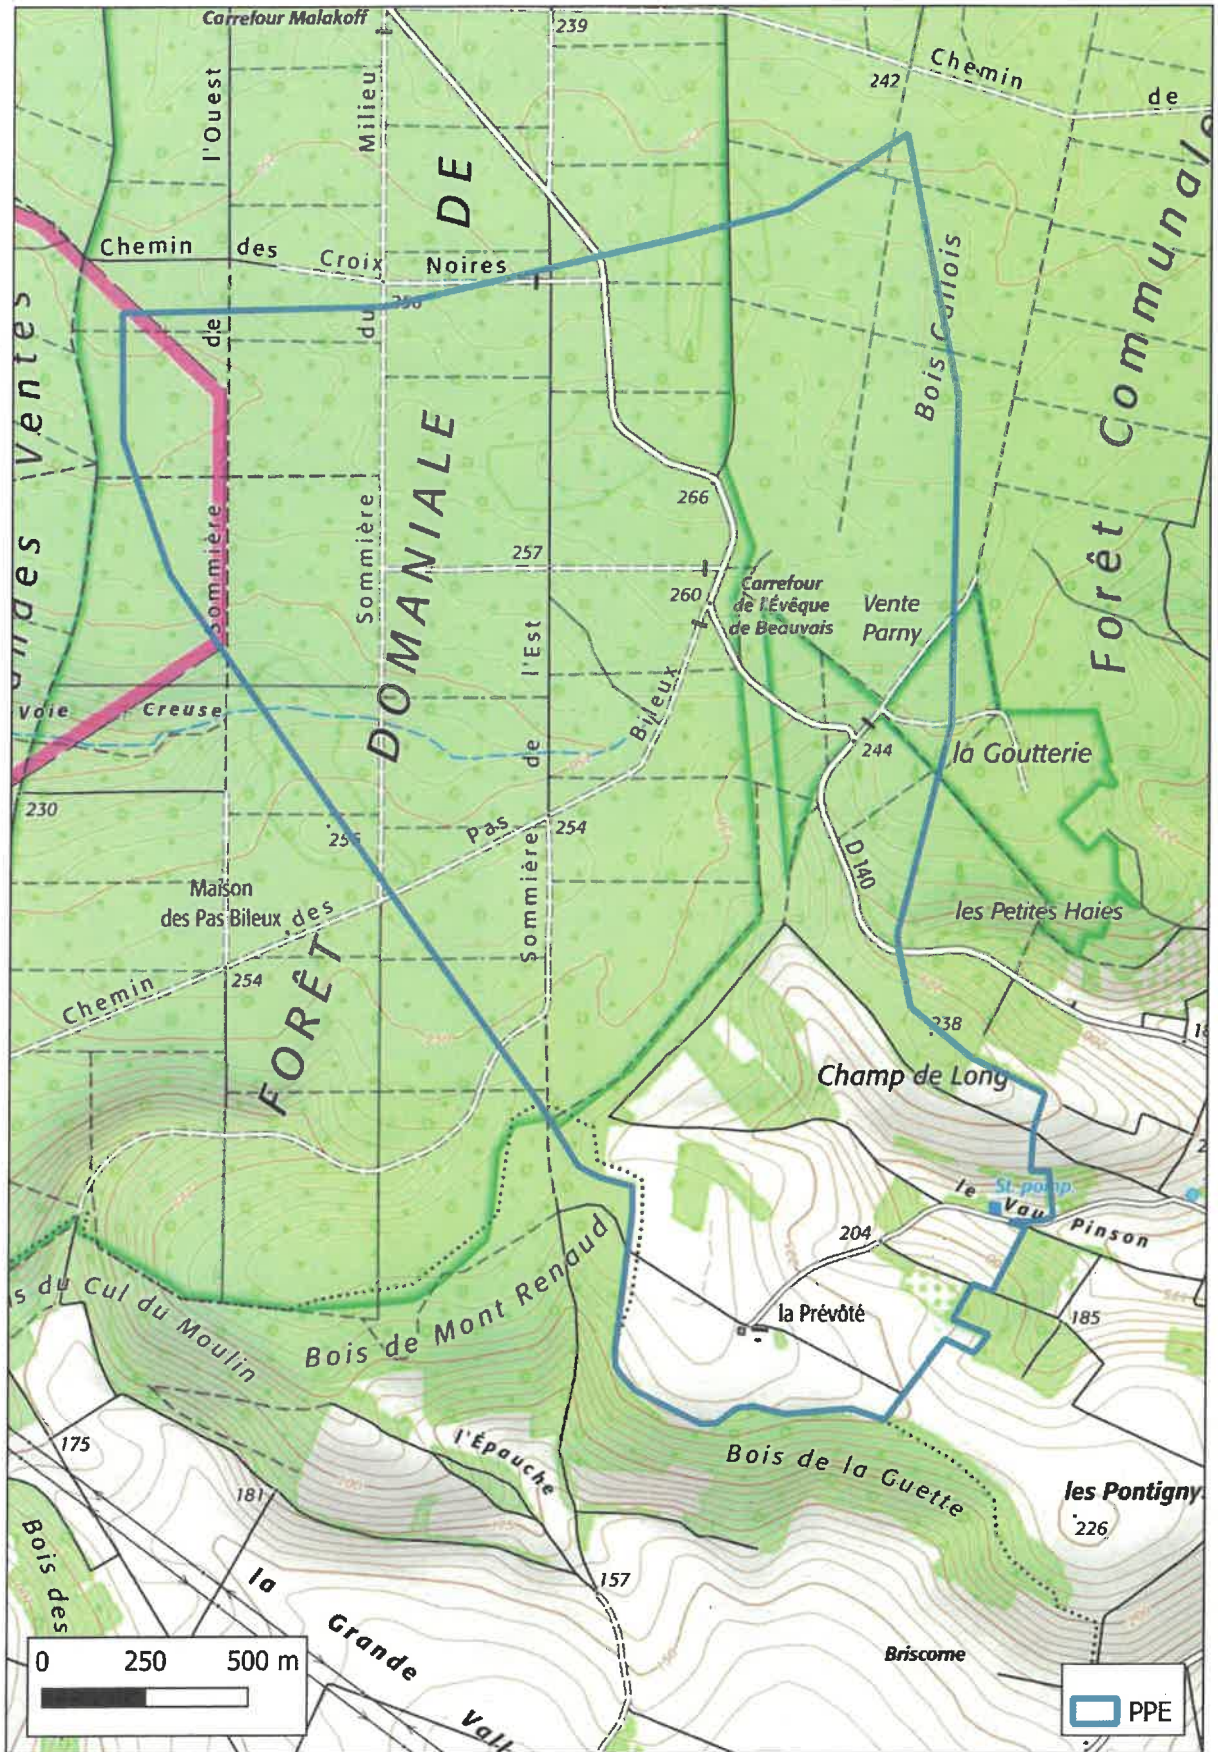 Carrefour Malakoff
239
242
Chemin
de
l'Ouest
Milieu
DE
Communale
Chemin des Croix Noires
du
de
Bois Gallois
Ventes
DOMANIALE
266
Sommière
Sommière
257
260
Carrefour
de l'Évêque
de Beauvais
Vente
Parny
Forêt
l'Est
de
Bileux
Voie Creuse
244
la Goutterie
230
254
Pas
D 140
Sommière
Maison
des Pas Bileux
des
les Petites Haies
254
Chemin
FORÊT
238
Champ de Long
St. pomp.
le Vau Pinson
204
la Prévôté
185
s du Cul du Moulin
Bois de Mont Renaud
175
181
l'Épauche
Bois de la Guette
les Pontigny
226
Bois des
157
la
Grande
Briscorne
0 250 500 m
PPE